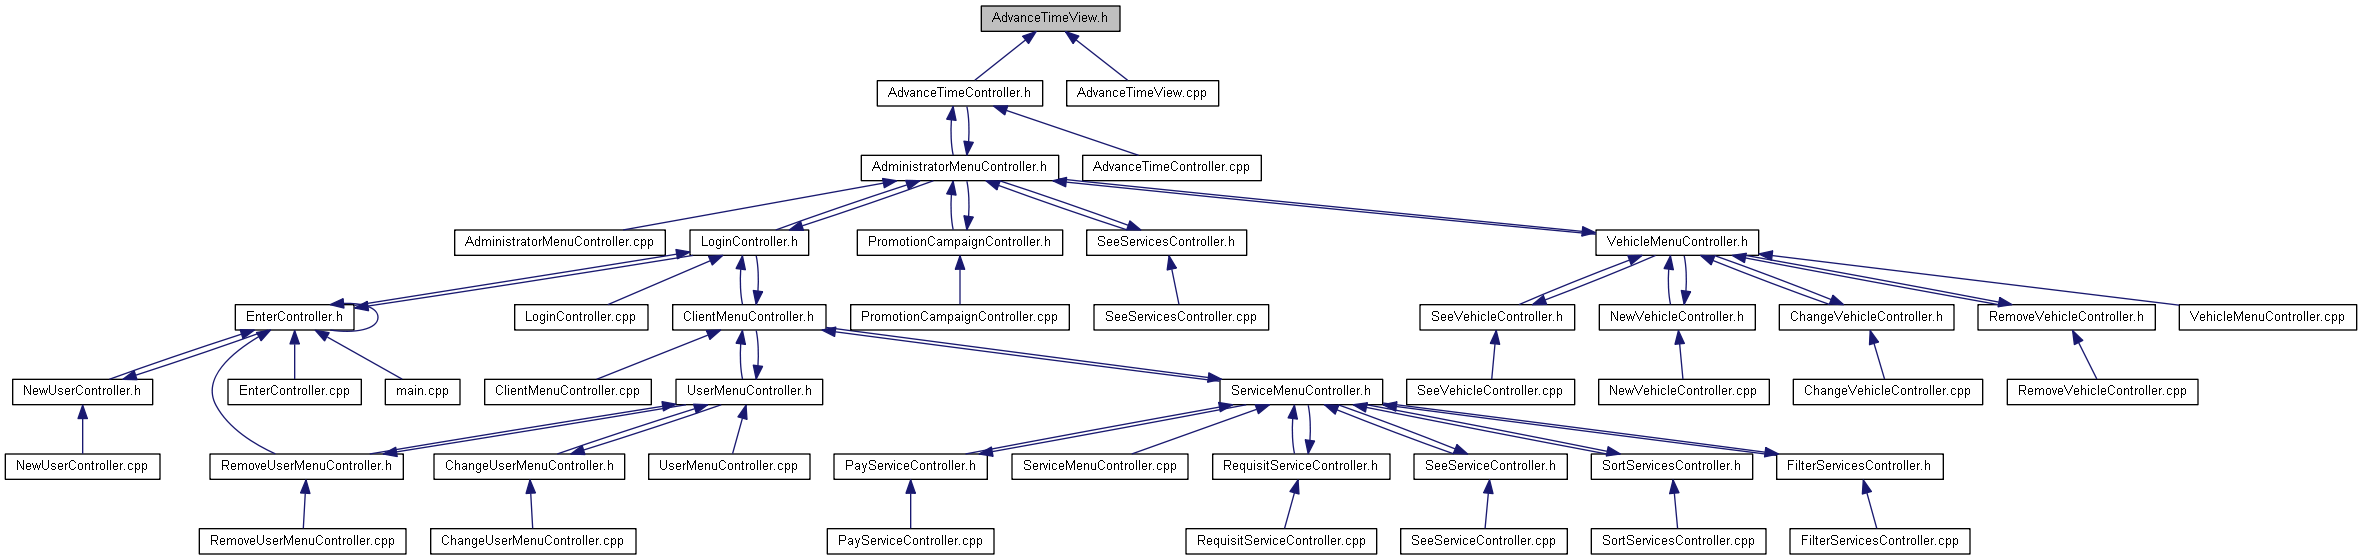 AdvanceTimeView.h
AdvanceTimeController.h
AdvanceTimeView.cpp
AdministratorMenuController.h
AdvanceTimeController.cpp
AdministratorMenuController.cpp
LoginController.h
PromotionCampaignController.h
SeeServicesController.h
VehicleMenuController.h
EnterController.h
LoginController.cpp
ClientMenuController.h
PromotionCampaignController.cpp
SeeServicesController.cpp
SeeVehicleController.h
NewVehicleController.h
ChangeVehicleController.h
RemoveVehicleController.h
VehicleMenuController.cpp
NewUserController.h
EnterController.cpp
main.cpp
ClientMenuController.cpp
UserMenuController.h
ServiceMenuController.h
SeeVehicleController.cpp
NewVehicleController.cpp
ChangeVehicleController.cpp
RemoveVehicleController.cpp
NewUserController.cpp
RemoveUserMenuController.h
ChangeUserMenuController.h
UserMenuController.cpp
PayServiceController.h
ServiceMenuController.cpp
RequisitServiceController.h
SeeServiceController.h
SortServicesController.h
FilterServicesController.h
RemoveUserMenuController.cpp
ChangeUserMenuController.cpp
PayServiceController.cpp
RequisitServiceController.cpp
SeeServiceController.cpp
SortServicesController.cpp
FilterServicesController.cpp